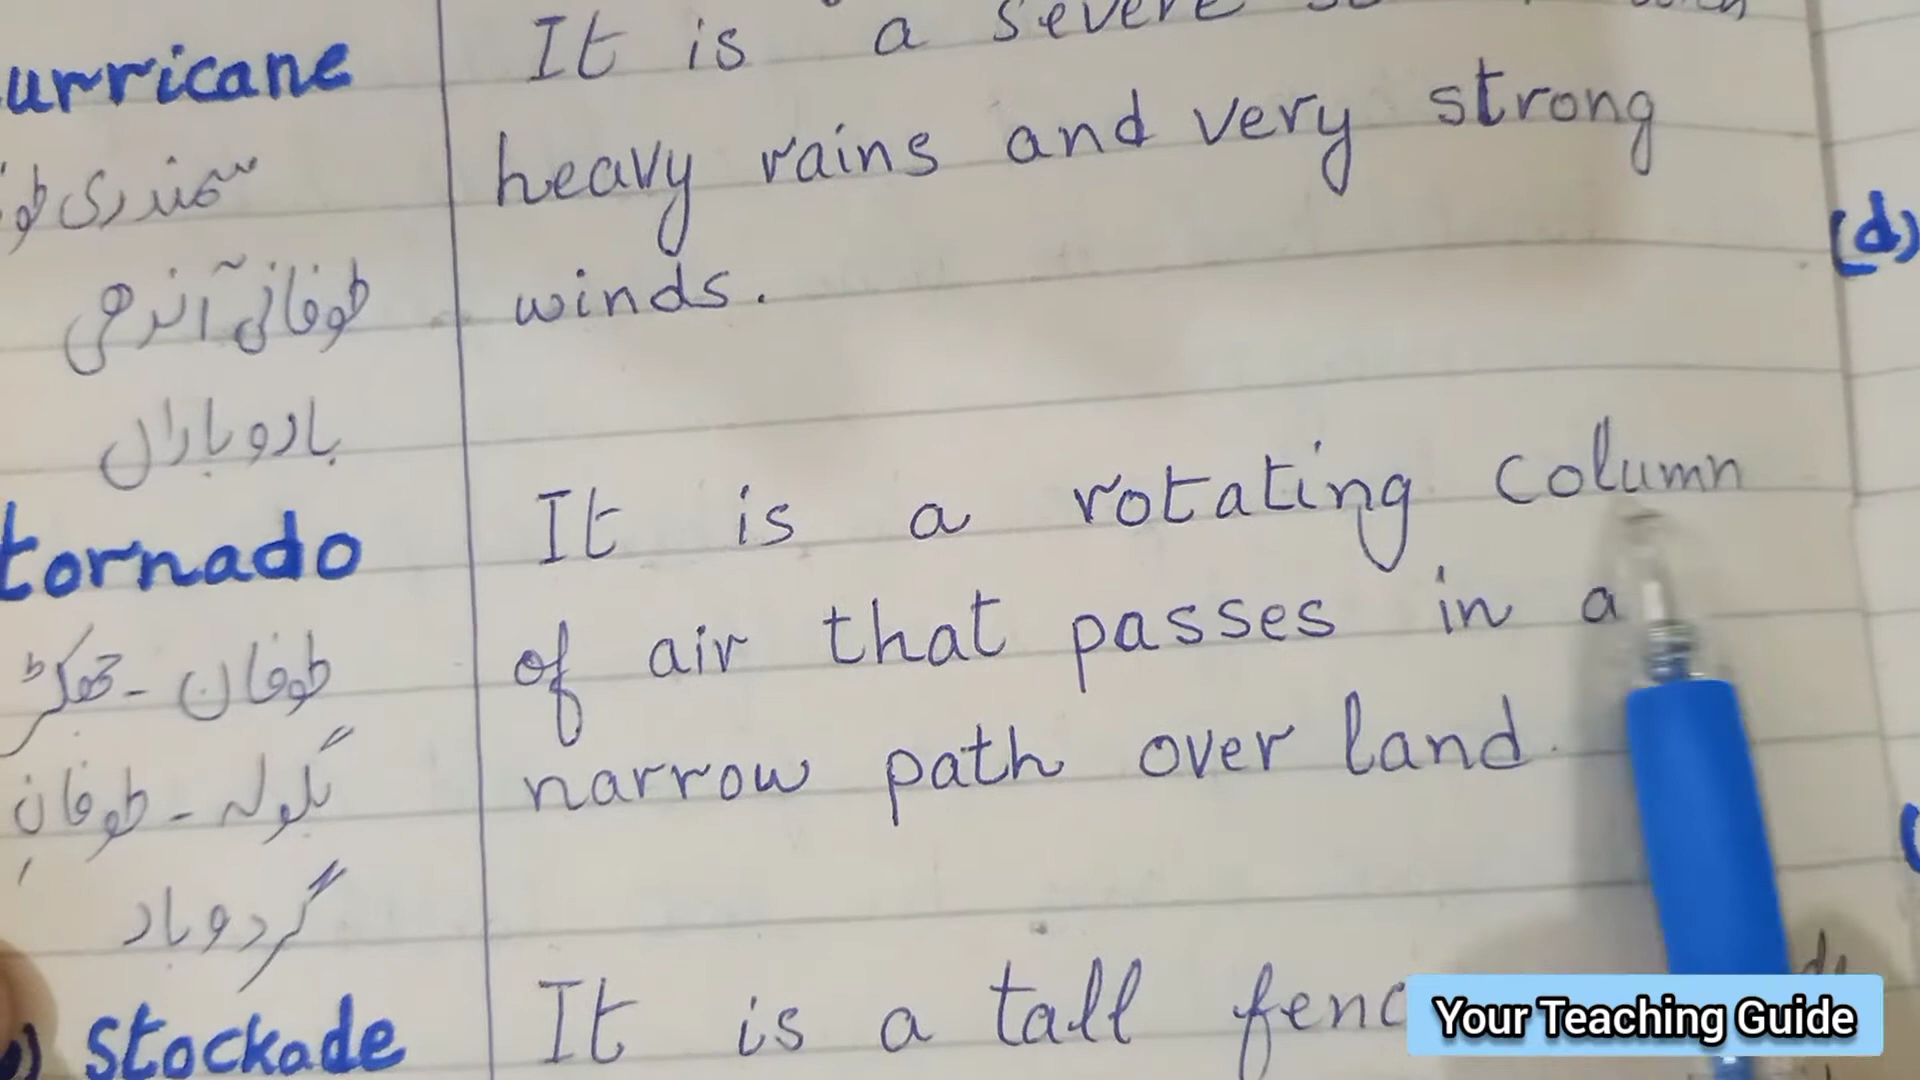 urricane
It is a severe
heavy rains and very strong
winds.
سمندری طو
طوفانی آندھی
بادوباراں
tornado
It is a rotating column
of air that passes in a
narrow path over land.
طوفان - جھکڑ
بگولہ - طوفان
گردوباد
stockade
It is a tall fenc
(d)
Your Teaching Guide